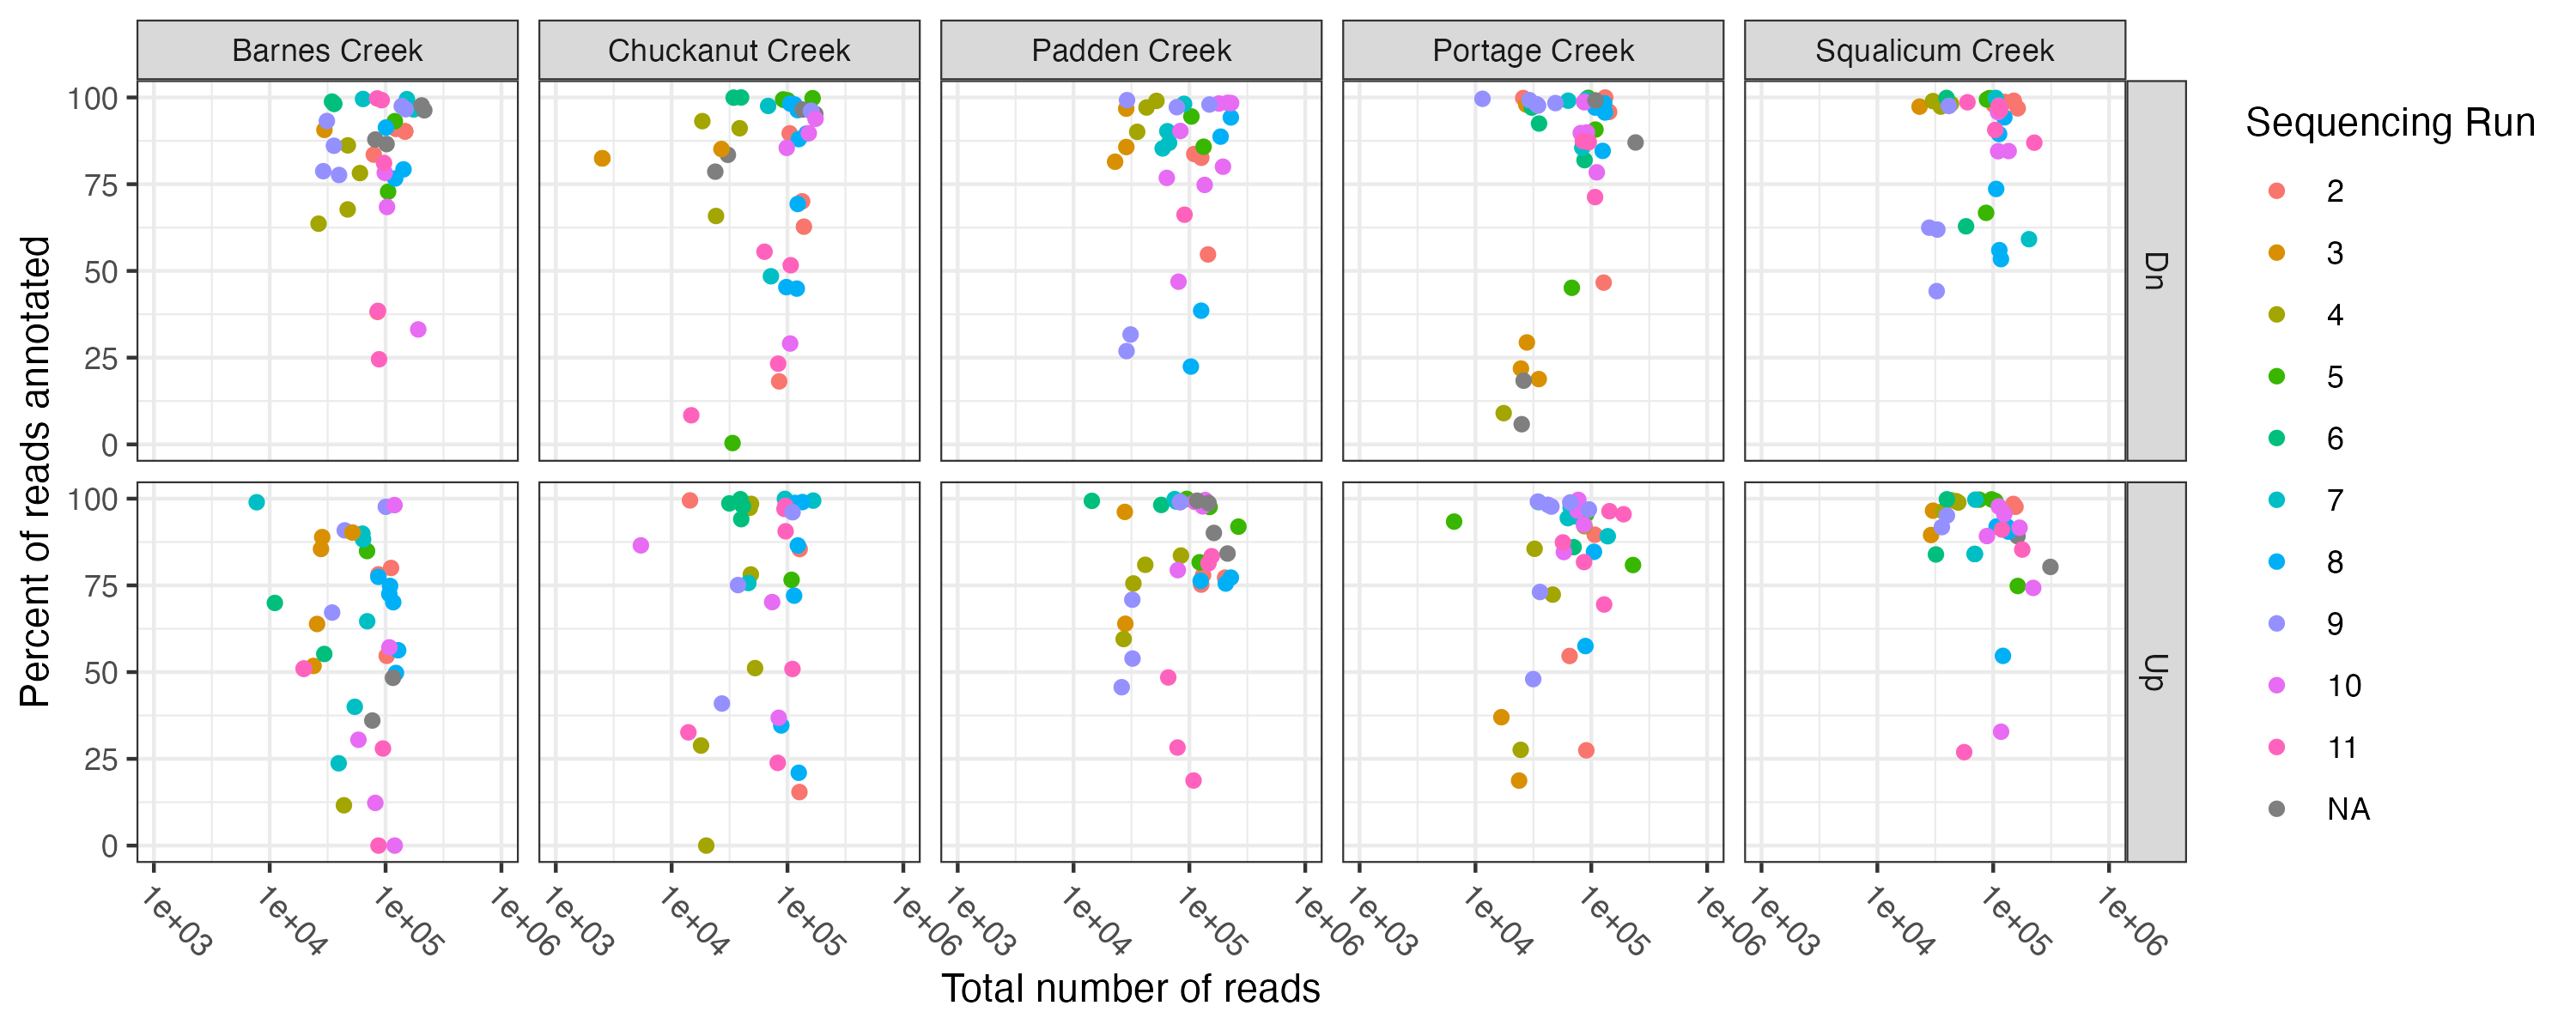 Barnes Creek
Chuckanut Creek
Padden Creek
Portage Creek
Squalicum Creek
Percent of reads annotated
100
75
50
25
0
Dn
100
75
50
25
0
Up
1e+03
1e+04
1e+05
1e+06
1e+03
1e+04
1e+05
1e+06
1e+03
1e+04
1e+05
1e+06
1e+03
1e+04
1e+05
1e+06
1e+03
1e+04
1e+05
1e+06
Total number of reads
Sequencing Run
2
3
4
5
6
7
8
9
10
11
NA